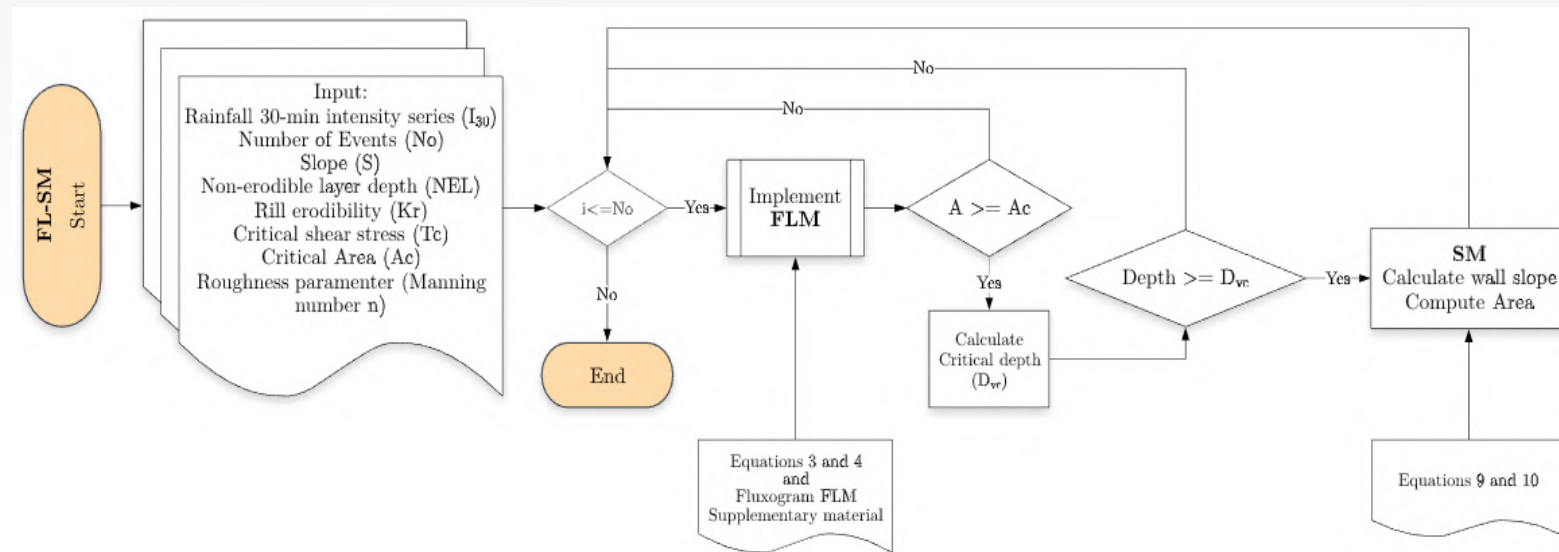 FL-SM
Start
Input:
Rainfall 30-min intensity series (I₃₀)
Number of Events (No)
Slope (S)
Non-erodible layer depth (NEL)
Rill erodibility (Kr)
Critical shear stress (Tc)
Critical Area (Ac)
Roughness paramenter (Manning
number n)
i<=No
Yes
No
End
Implement
FLM
Equations 3 and 4
and
Fluxogram FLM
Supplementary material
No
A >= Ac
Yes
Calculate
Critical depth
(Dᵥc)
No
Depth >= Dᵥc
Yes
SM
Calculate wall slope
Compute Area
Equations 9 and 10